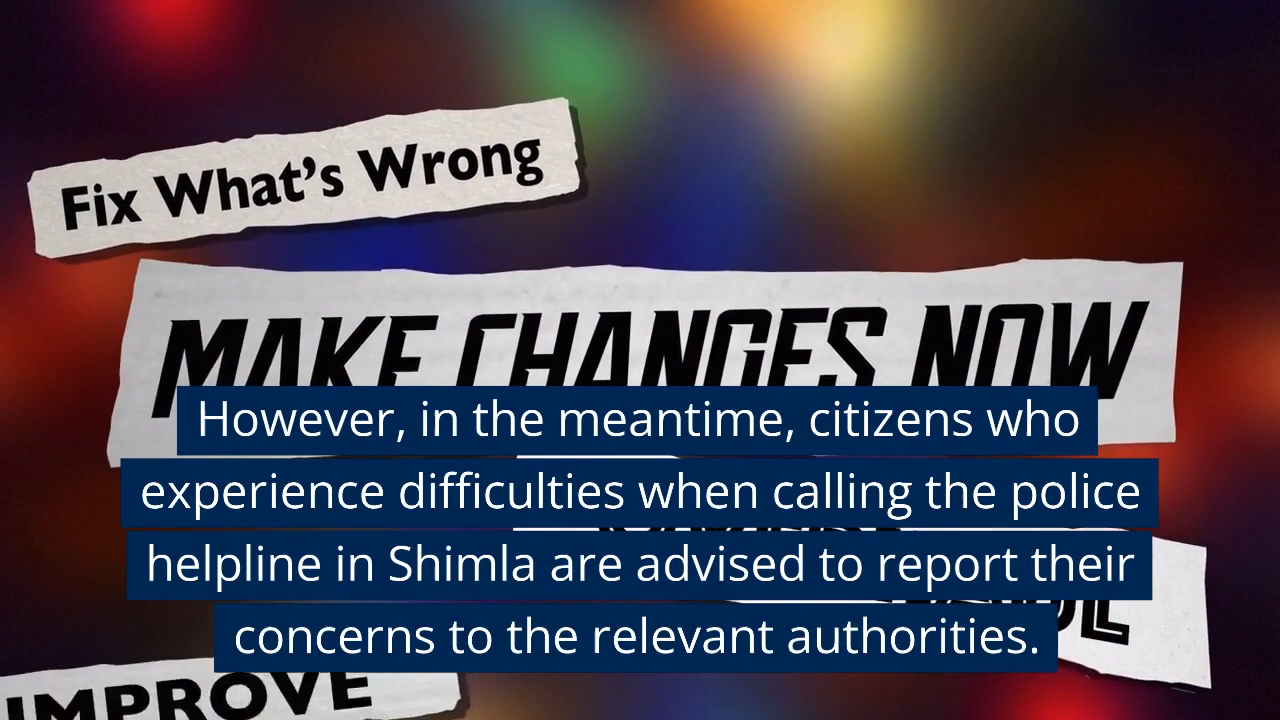 Fix What's Wrong
MAKE CHANGES NOW
However, in the meantime, citizens who
experience difficulties when calling the police
helpline in Shimla are advised to report their
concerns to the relevant authorities.
IMPROVE